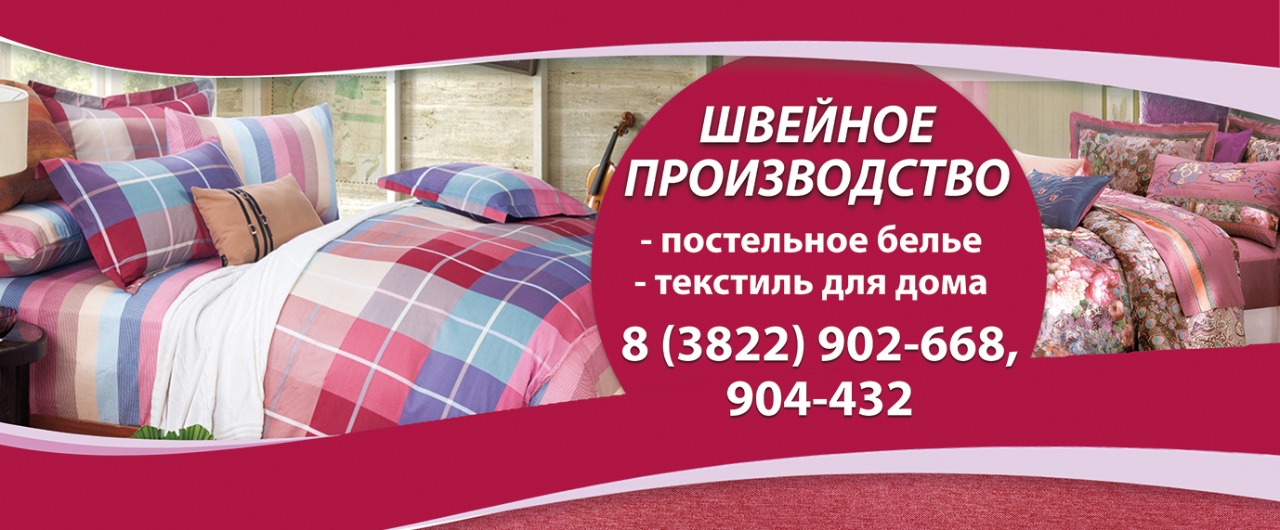 ШВЕЙНОЕ
ПРОИЗВОДСТВО
- постельное белье
- текстиль для дома
8 (3822) 902-668,
904-432